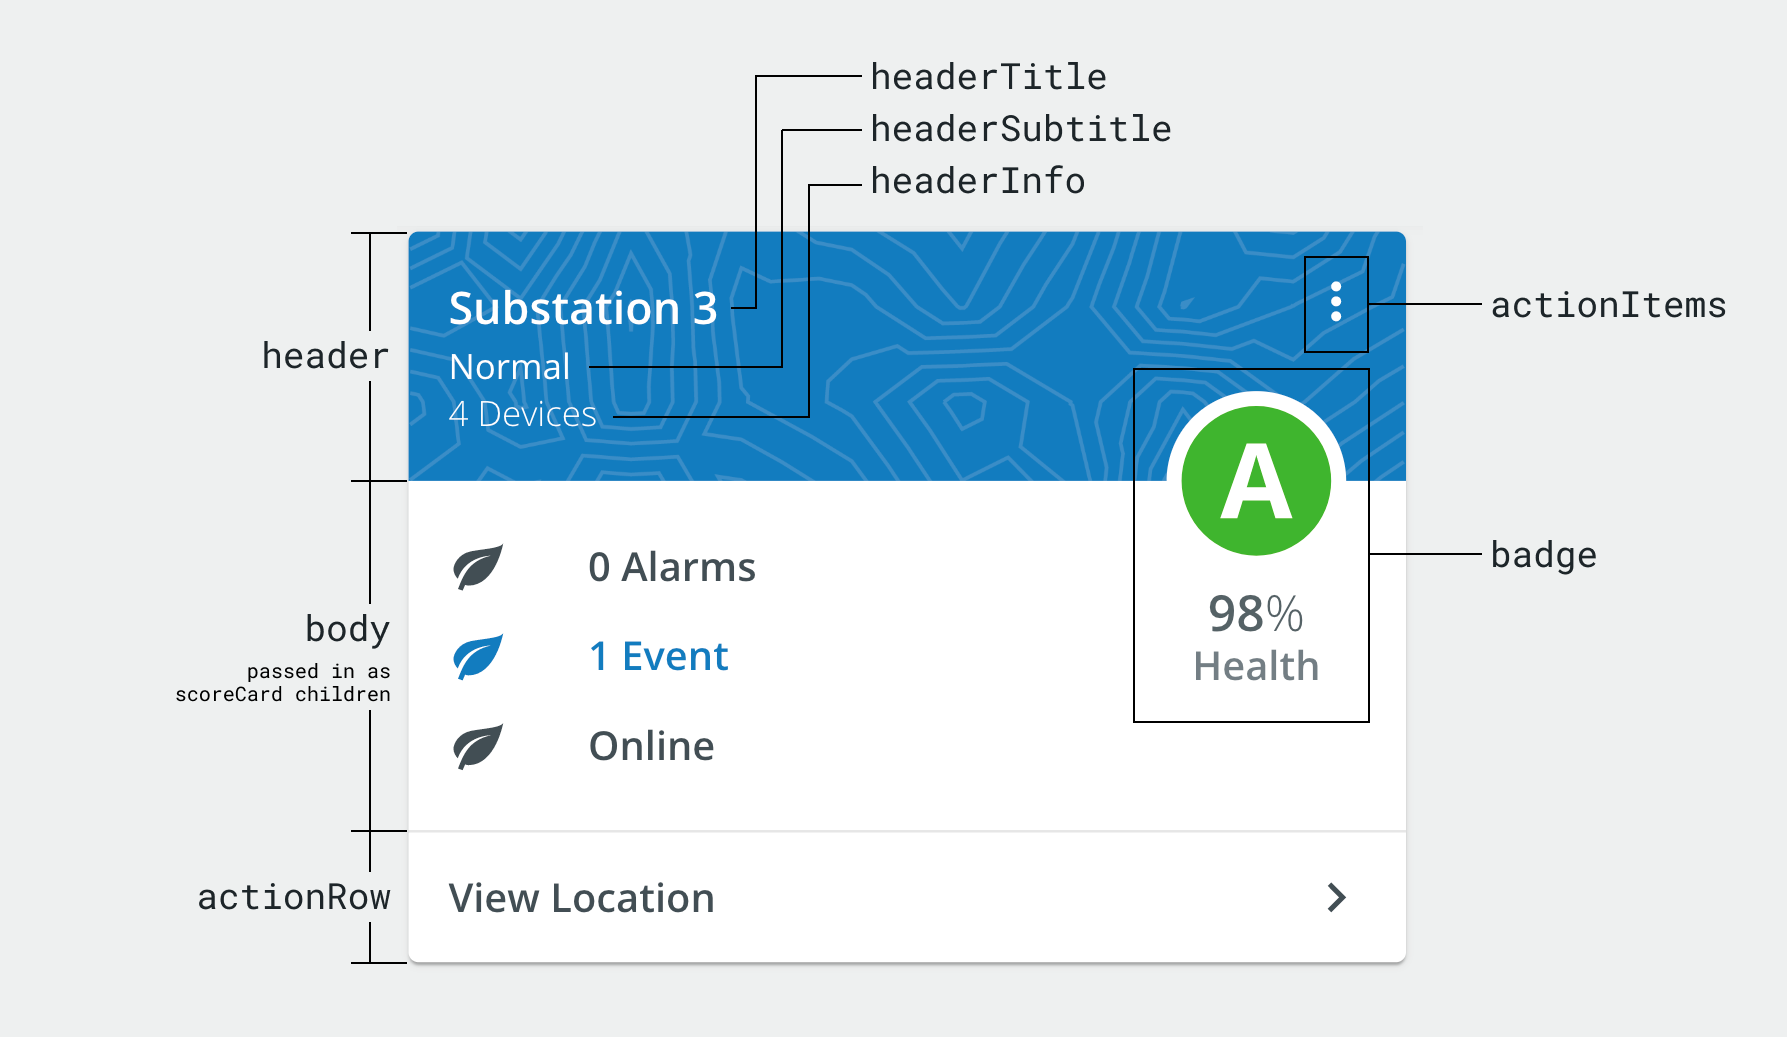 headerTitle
headerSubtitle
headerInfo
Substation 3
actionItems
header
Normal
4 Devices
A
0 Alarms
badge
98%
body
1 Event
Health
passed in as
scoreCard children
Online
actionRow
View Location